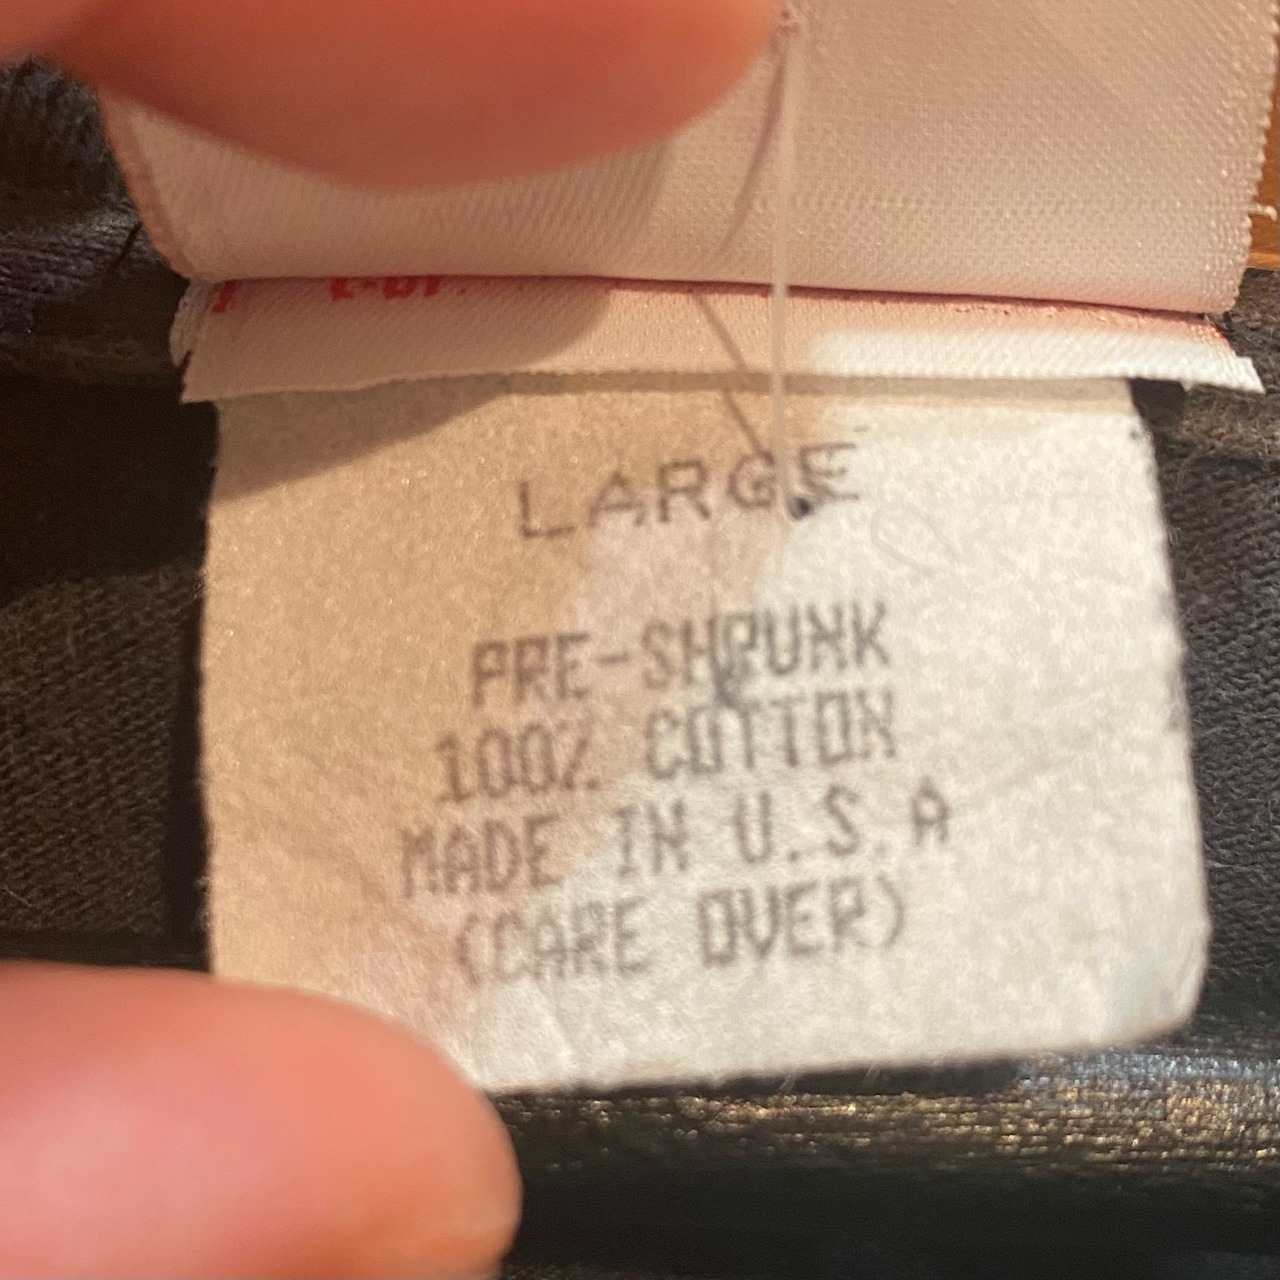 LARGE
PRE-SHRUNK
100% COTTON
MADE IN U.S.A
(CARE OVER)